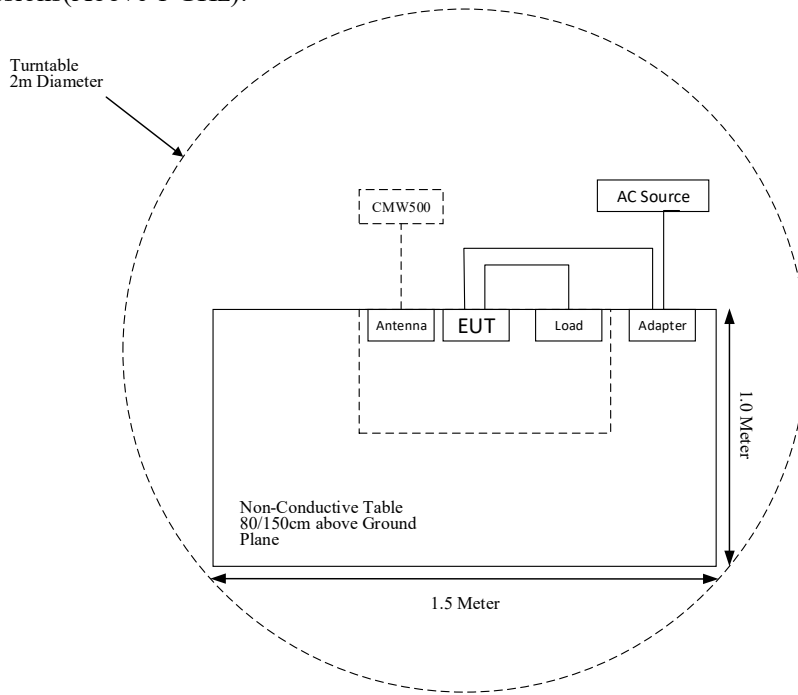 Turntable
2m Diameter
AC Source
CMW500
Antenna
EUT
Load
Adapter
1.0 Meter
Non-Conductive Table
80/150cm above Ground
Plane
1.5 Meter